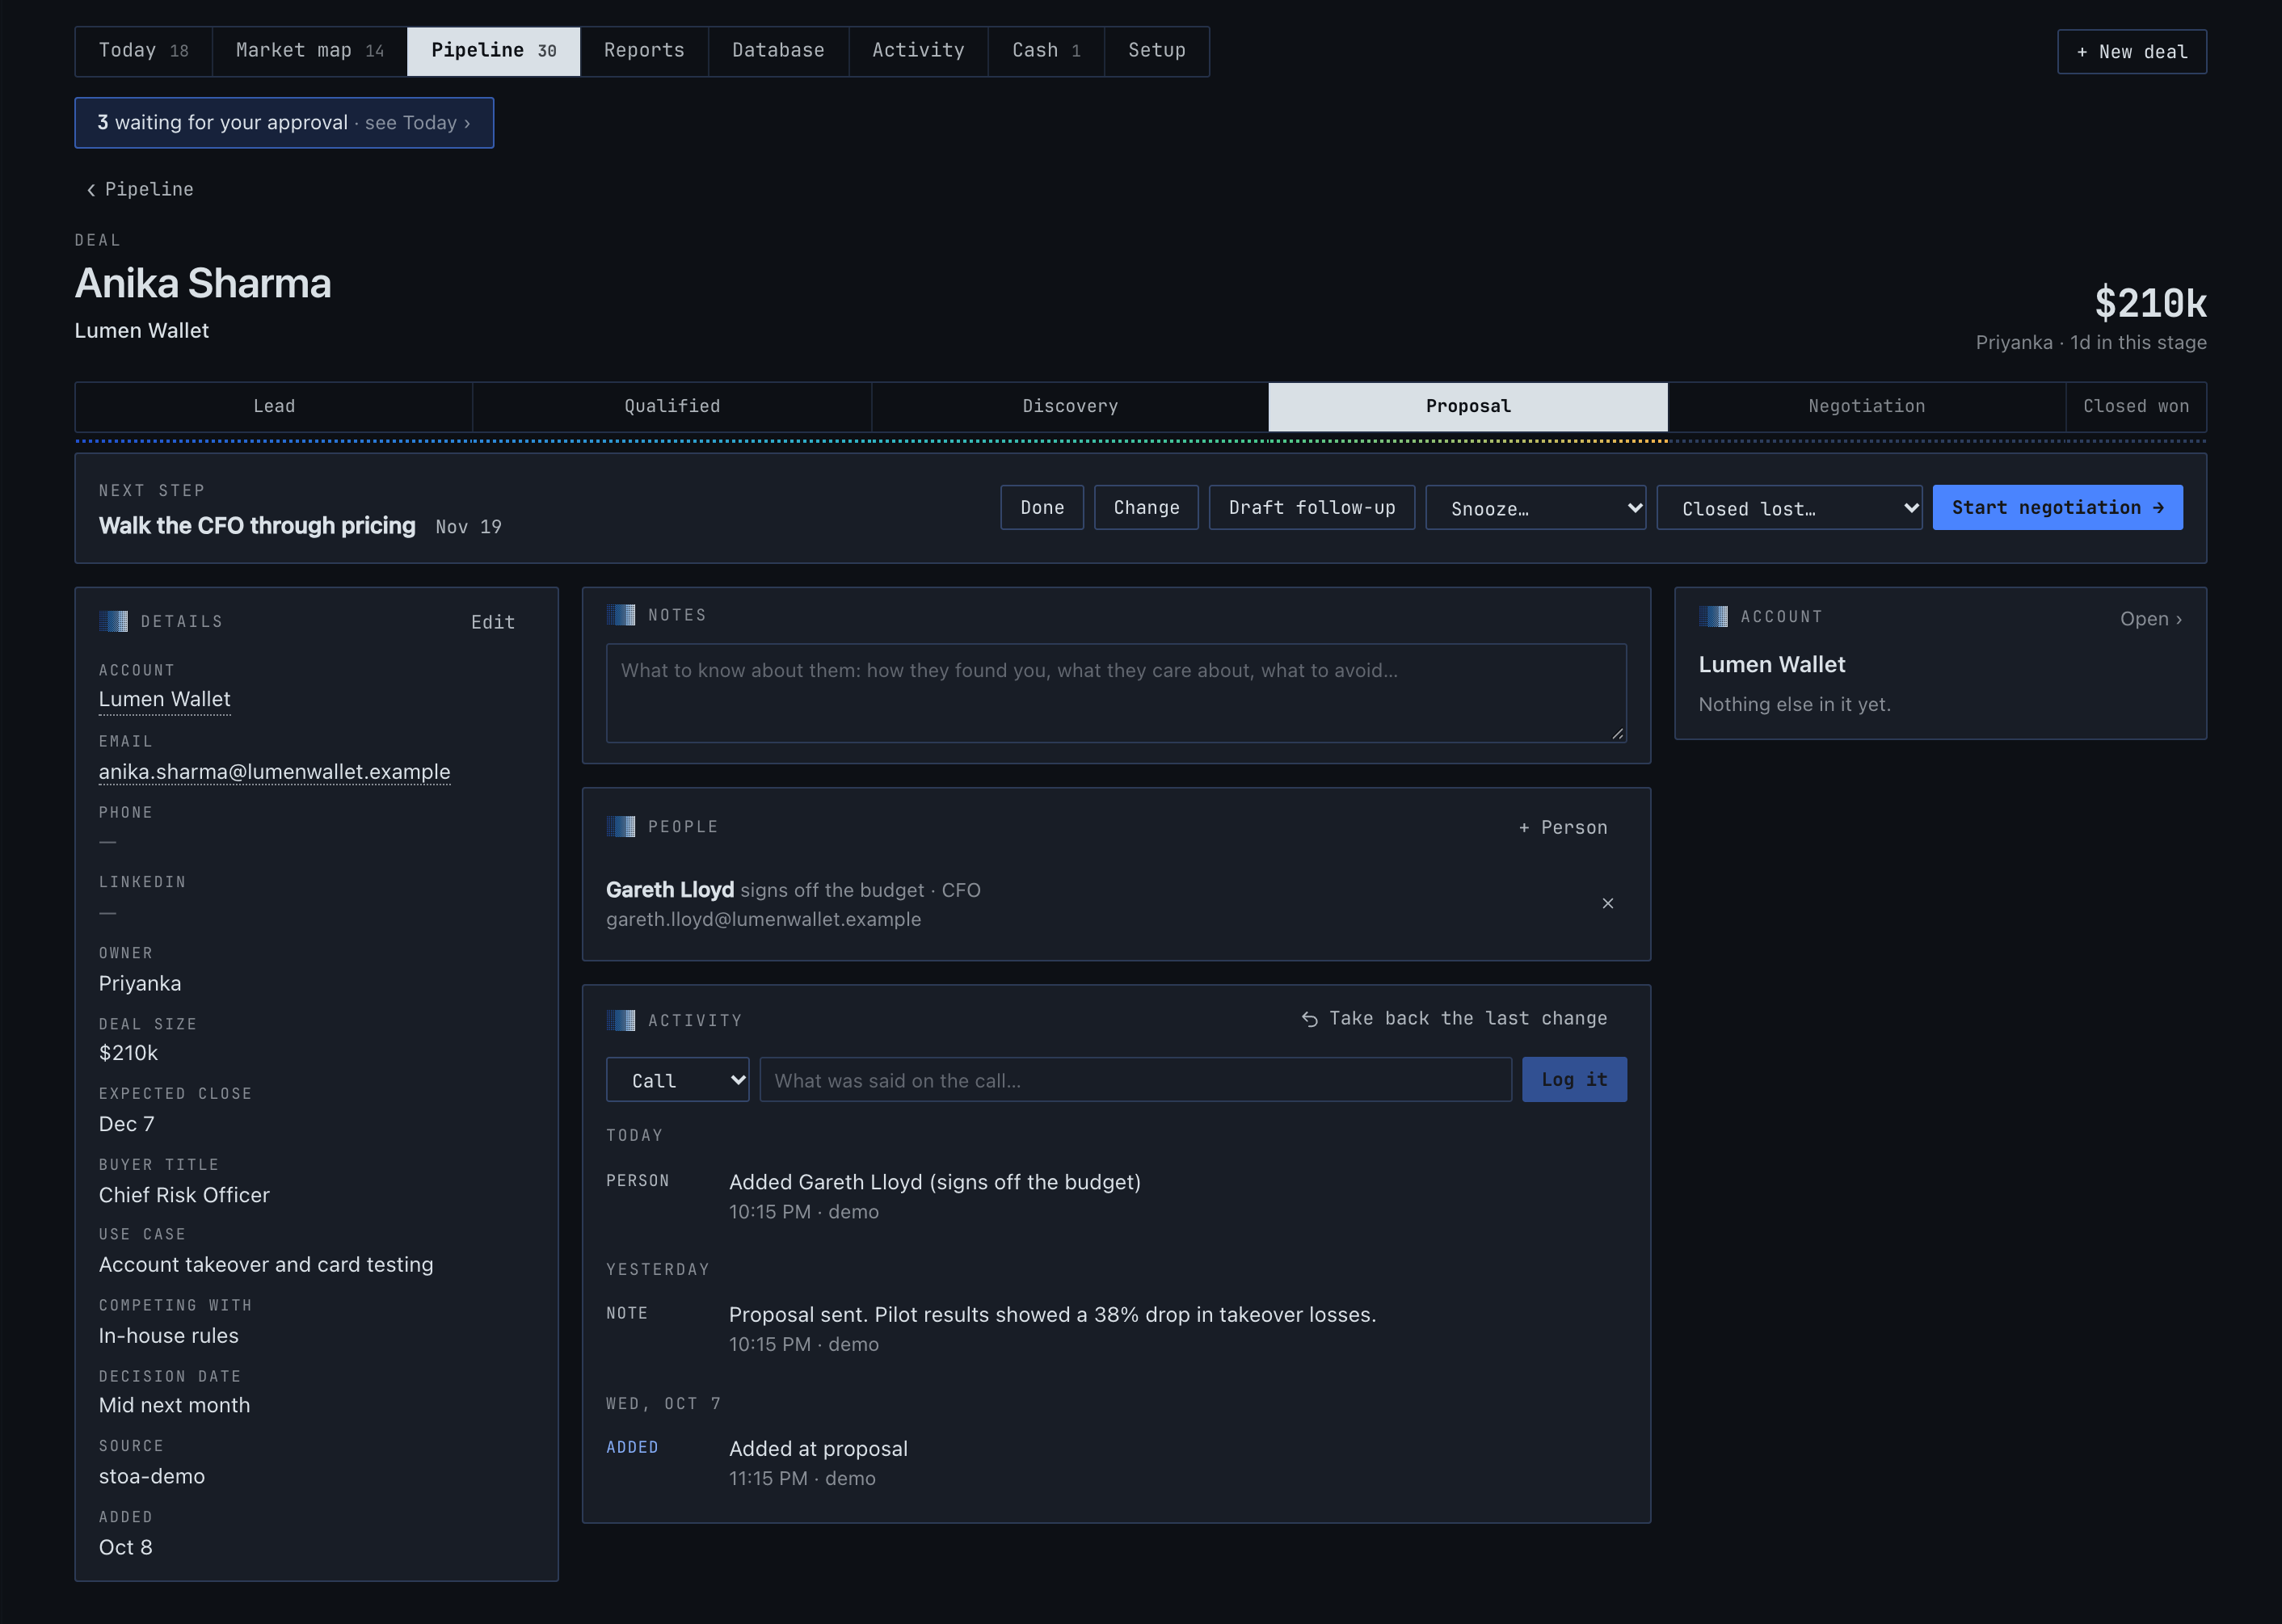 Today 18 Market map 14 Pipeline 30 Reports Database Activity Cash 1 Setup
+ New deal
3 waiting for your approval · see Today ›
‹ Pipeline
DEAL
Anika Sharma
Lumen Wallet
$210k
Priyanka · 1d in this stage
Lead Qualified Discovery Proposal Negotiation Closed won
NEXT STEP
Walk the CFO through pricing Nov 19
Done Change Draft follow-up Snooze… Closed lost… Start negotiation →
DETAILS Edit
ACCOUNT
Lumen Wallet
EMAIL
anika.sharma@lumenwallet.example
PHONE
—
LINKEDIN
—
OWNER
Priyanka
DEAL SIZE
$210k
EXPECTED CLOSE
Dec 7
BUYER TITLE
Chief Risk Officer
USE CASE
Account takeover and card testing
COMPETING WITH
In-house rules
DECISION DATE
Mid next month
SOURCE
stoa-demo
ADDED
Oct 8
NOTES
What to know about them: how they found you, what they care about, what to avoid…
PEOPLE + Person
Gareth Lloyd signs off the budget · CFO
gareth.lloyd@lumenwallet.example
×
ACTIVITY Take back the last change
Call What was said on the call… Log it
TODAY
PERSON Added Gareth Lloyd (signs off the budget)
10:15 PM · demo
YESTERDAY
NOTE Proposal sent. Pilot results showed a 38% drop in takeover losses.
10:15 PM · demo
WED, OCT 7
ADDED Added at proposal
11:15 PM · demo
ACCOUNT Open ›
Lumen Wallet
Nothing else in it yet.